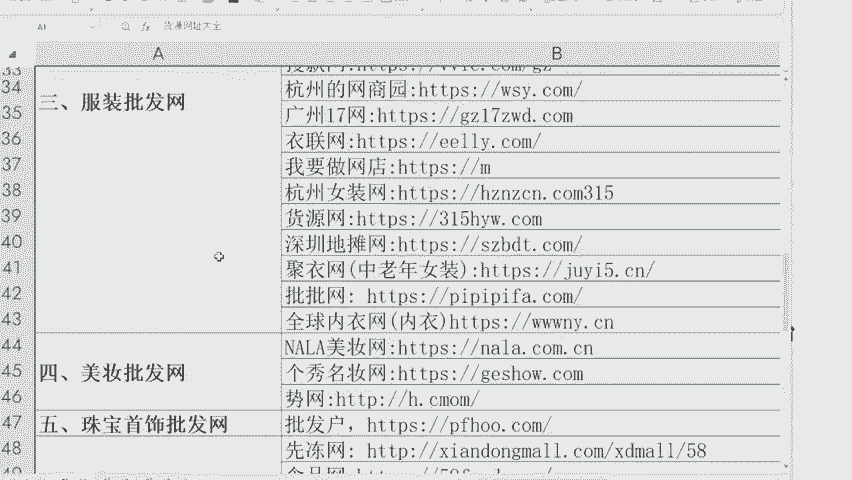 A1
fx 货源网址大全
A B
33
34 杭州的网商园:https://wsy.com/
三、服装批发网
35 广州17网:https://gz17zwd.com
36 衣联网:https://eelly.com/
37 我要做网店:https://m
38 杭州女装网:https://hznzcn.com315
39 货源网:https://315hyw.com
40 深圳地摊网:https://szbdt.com/
41 聚衣网(中老年女装):https://juyi5.cn/
42 批批网: https://pipipifa.com/
43 全球内衣网(内衣)https://wwwny.cn
44 NALA美妆网:https://nala.com.cn
四、美妆批发网
45 个秀名妆网:https://geshow.com
46 势网:http://h.cmom/
47 五、珠宝首饰批发网 批发户，https://pfhoo.com/
48 先冻网: http://xiandongmall.com/xdmall/58